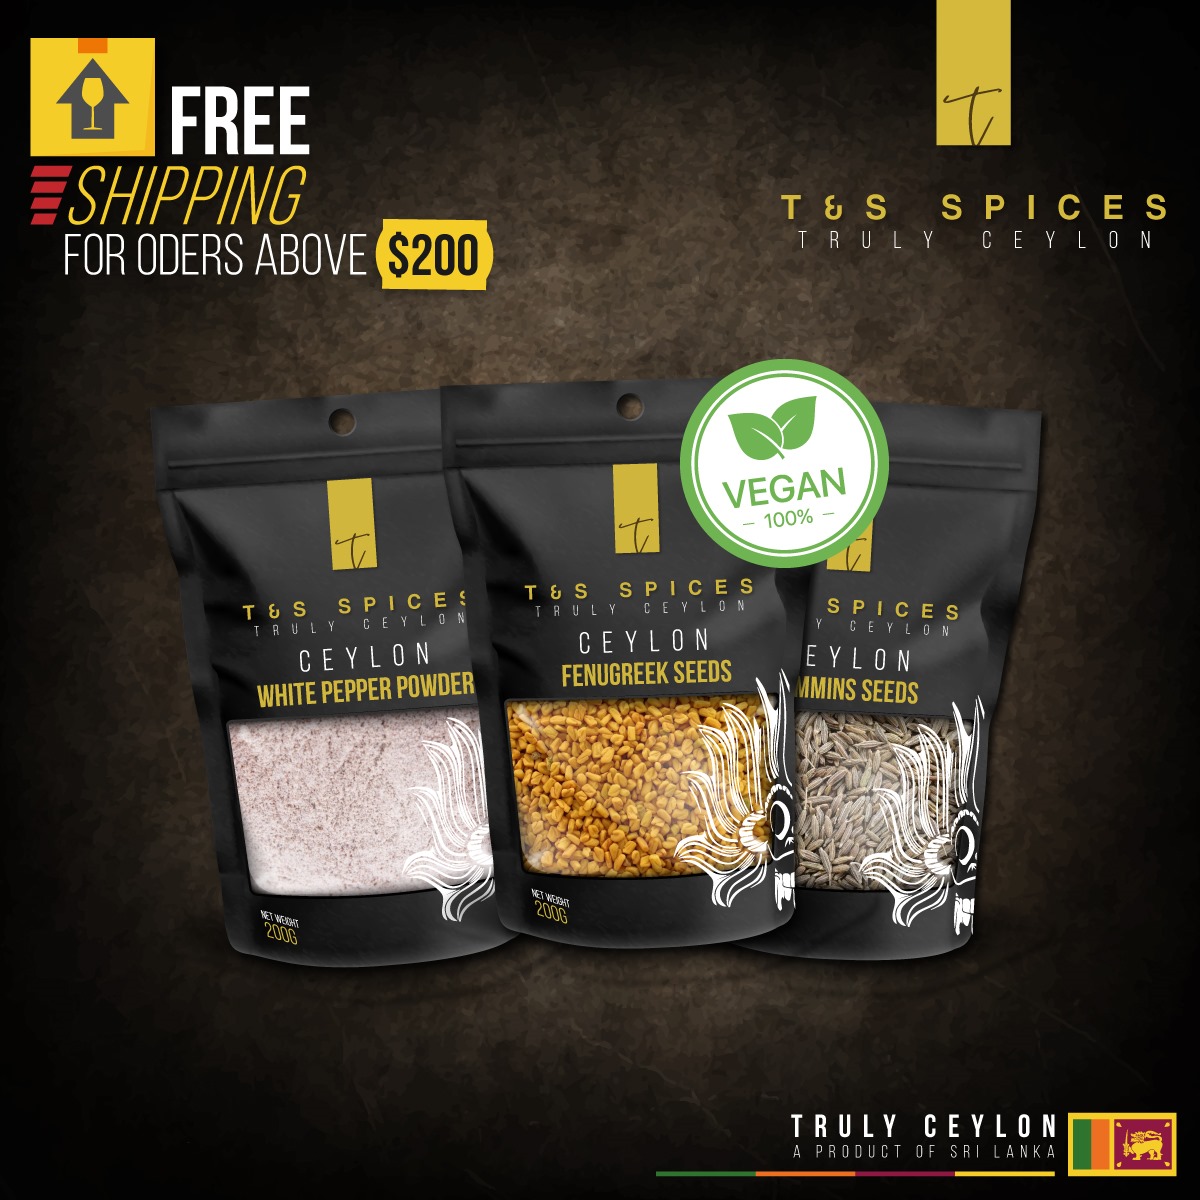 FREE
SHIPPING
FOR ODERS ABOVE $200
t
T & S SPICES
TRULY CEYLON
VEGAN
100%
t
T & S SPICES
TRULY CEYLON
CEYLON
WHITE PEPPER POWDER
NET WEIGHT
200G
t
T & S SPICES
TRULY CEYLON
CEYLON
FENUGREEK SEEDS
NET WEIGHT
200G
t
SPICES
Y CEYLON
EYLON
MMINS SEEDS
TRULY CEYLON
A PRODUCT OF SRI LANKA